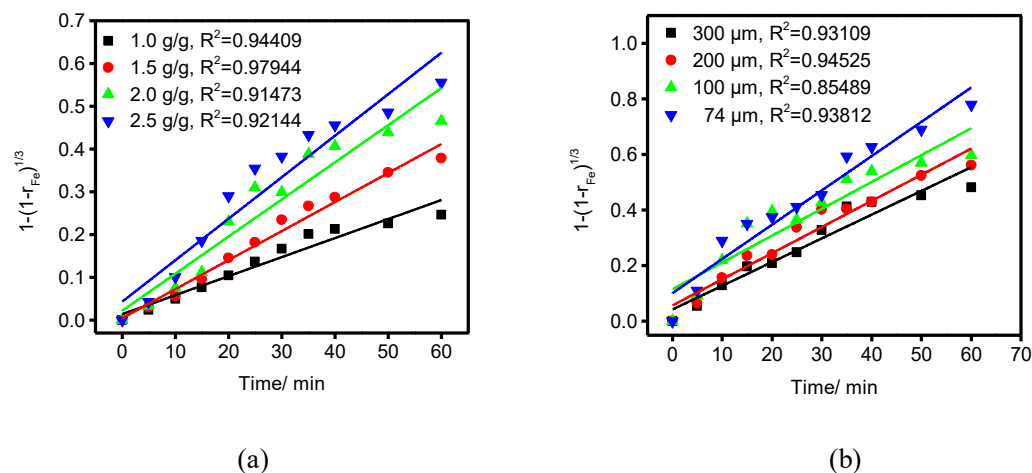 0.7
0.6
0.5
0.4
0.3
0.2
0.1
0.0
1-(1-r_Fe)^1/3
1.0 g/g, R²=0.94409
1.5 g/g, R²=0.97944
2.0 g/g, R²=0.91473
2.5 g/g, R²=0.92144
0 10 20 30 40 50 60
Time/ min
(a)
1.0
0.8
0.6
0.4
0.2
0.0
1-(1-r_Fe)^1/3
300 μm, R²=0.93109
200 μm, R²=0.94525
100 μm, R²=0.85489
74 μm, R²=0.93812
0 10 20 30 40 50 60 70
Time/ min
(b)